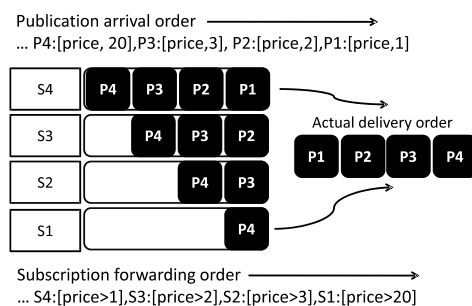 Publication arrival order
... P4:[price, 20],P3:[price,3], P2:[price,2],P1:[price,1]
S4 P4 P3 P2 P1
Actual delivery order
S3 P4 P3 P2
P1 P2 P3 P4
S2 P4 P3
S1 P4
Subscription forwarding order
... S4:[price>1],S3:[price>2],S2:[price>3],S1:[price>20]